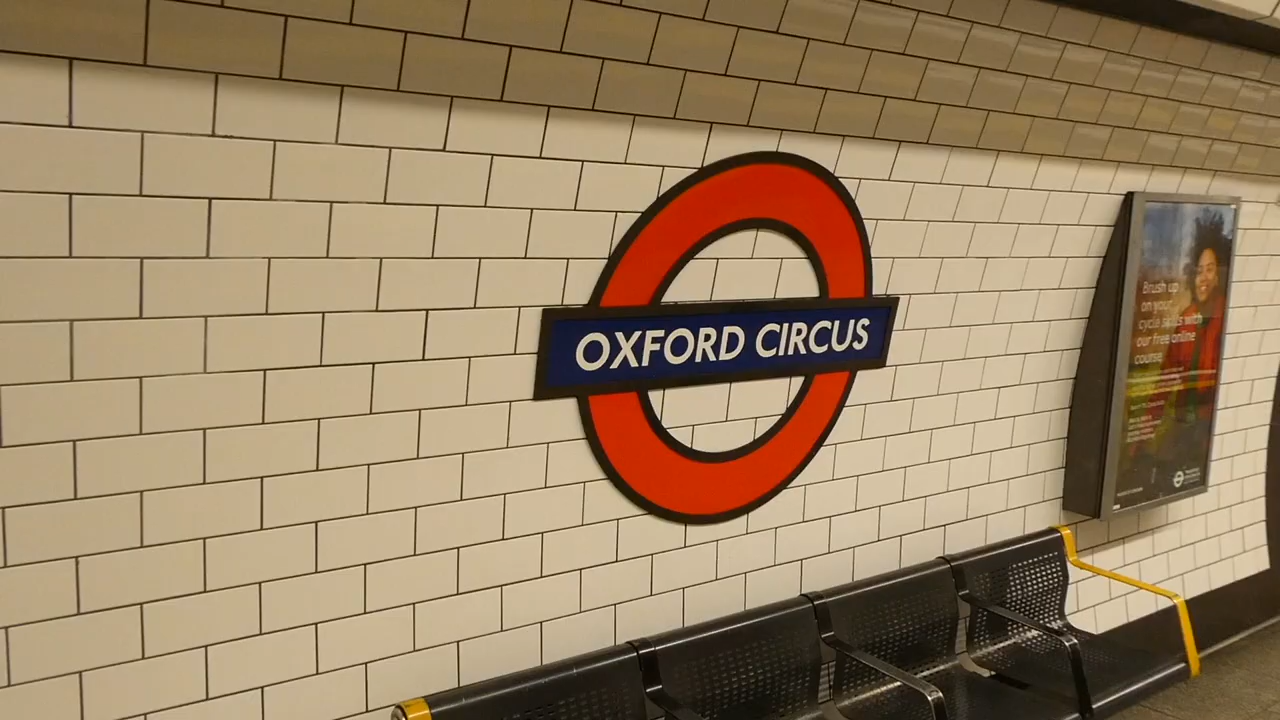 OXFORD CIRCUS
Brush up
on your
cycle skills with
our free online
course